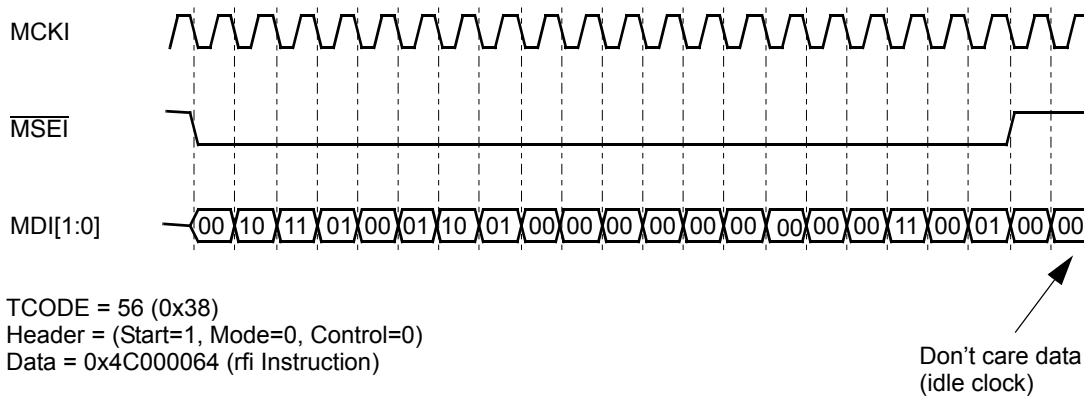 MCKI
MSEI
MDI[1:0] 00 10 11 01 00 01 10 01 00 00 00 00 00 00 00 00 00 11 00 01 00 00
TCODE = 56 (0x38)
Header = (Start=1, Mode=0, Control=0)
Data = 0x4C000064 (rfi Instruction)
Don't care data
(idle clock)